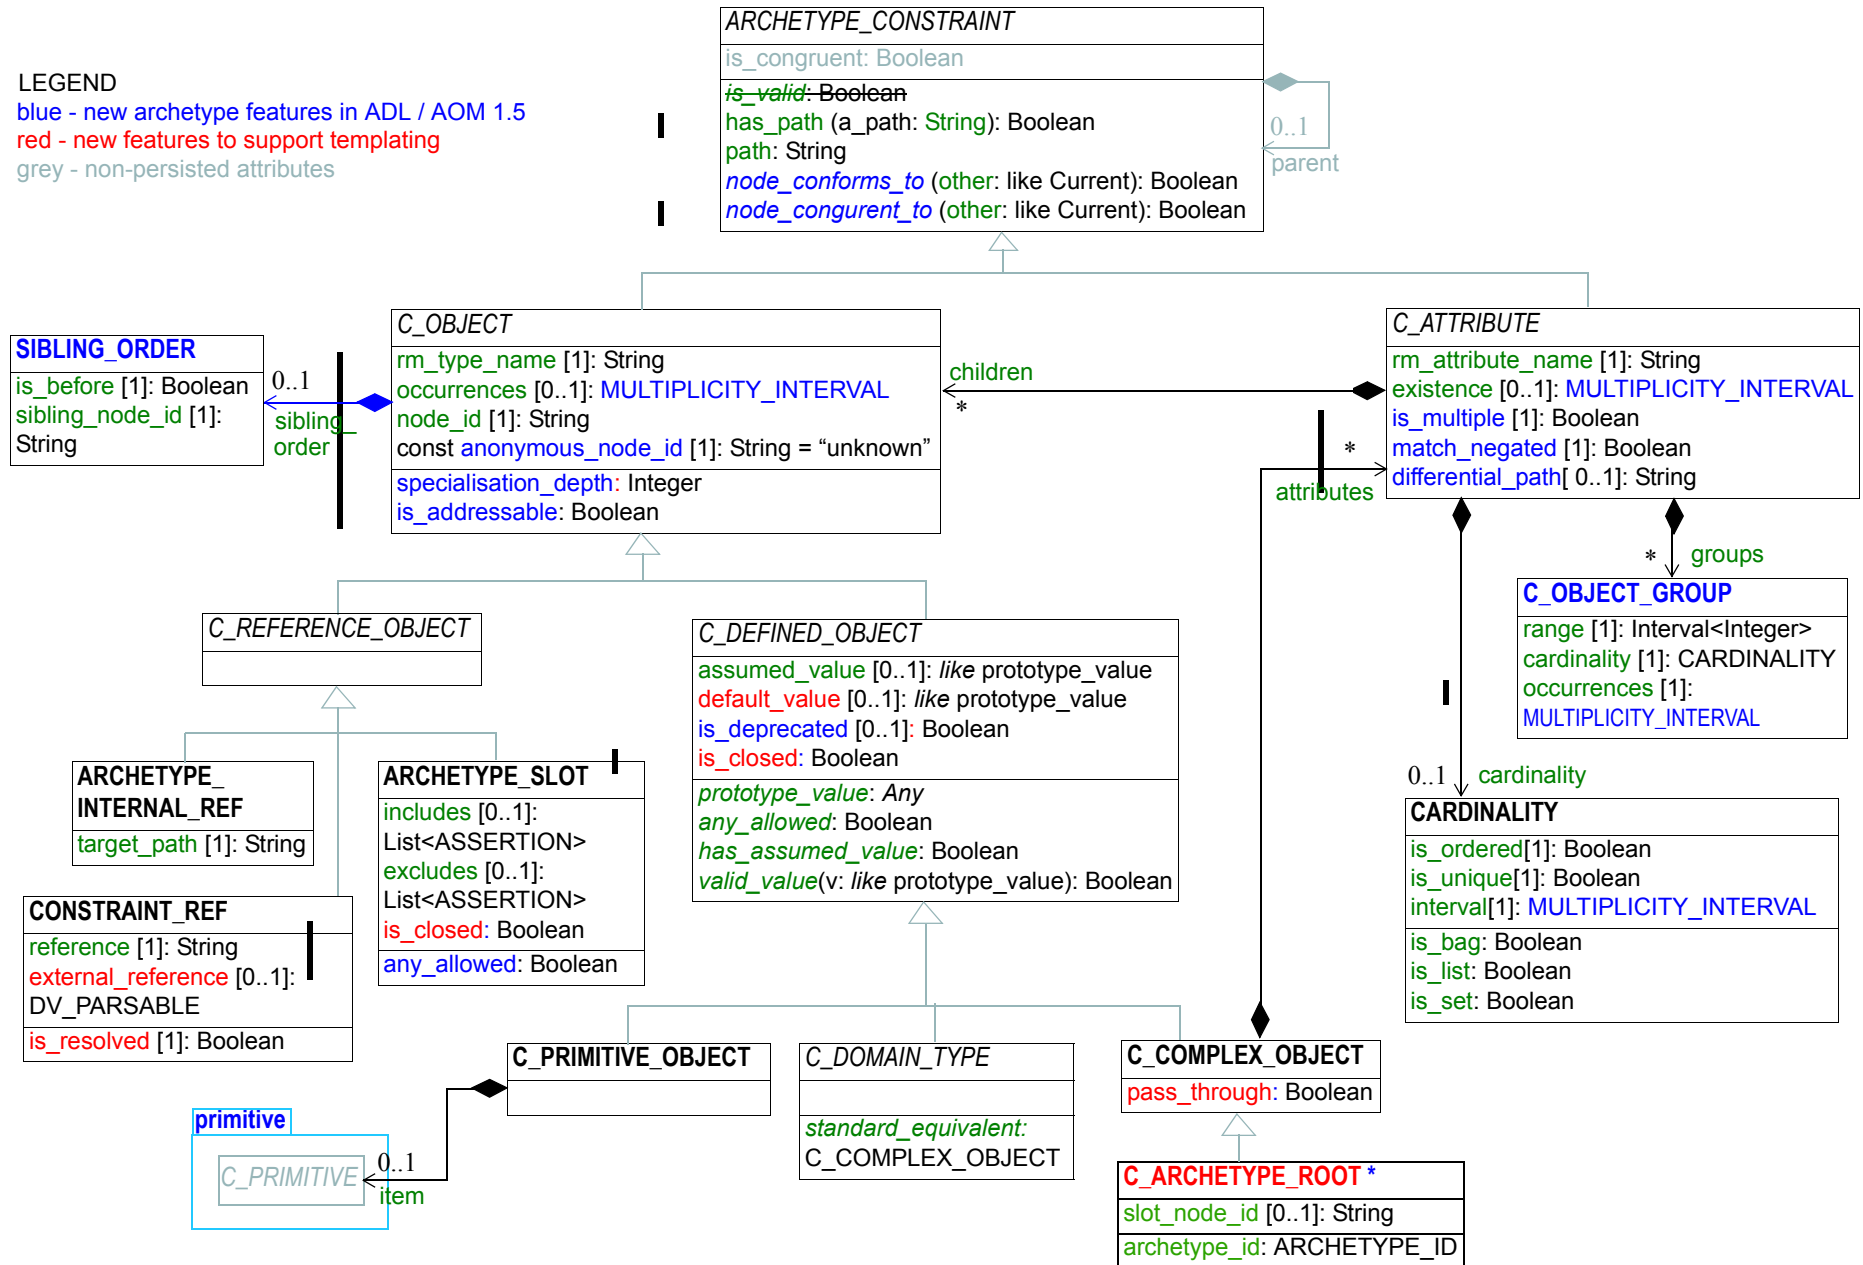 ARCHETYPE_CONSTRAINT
is_congruent: Boolean
is_valid: Boolean
has_path (a_path: String): Boolean
path: String
node_conforms_to (other: like Current): Boolean
node_congurent_to (other: like Current): Boolean
0..1
parent
LEGEND
blue - new archetype features in ADL / AOM 1.5
red - new features to support templating
grey - non-persisted attributes
SIBLING_ORDER
is_before [1]: Boolean
sibling_node_id [1]:
String
0..1
sibling_
order
C_OBJECT
rm_type_name [1]: String
occurrences [0..1]: MULTIPLICITY_INTERVAL
node_id [1]: String
const anonymous_node_id [1]: String = “unknown”
specialisation_depth: Integer
is_addressable: Boolean
children
*
*
attributes
C_ATTRIBUTE
rm_attribute_name [1]: String
existence [0..1]: MULTIPLICITY_INTERVAL
is_multiple [1]: Boolean
match_negated [1]: Boolean
differential_path[ 0..1]: String
* groups
C_OBJECT_GROUP
range [1]: Interval<Integer>
cardinality [1]: CARDINALITY
occurrences [1]:
MULTIPLICITY_INTERVAL
0..1 cardinality
CARDINALITY
is_ordered[1]: Boolean
is_unique[1]: Boolean
interval[1]: MULTIPLICITY_INTERVAL
is_bag: Boolean
is_list: Boolean
is_set: Boolean
C_REFERENCE_OBJECT
C_DEFINED_OBJECT
assumed_value [0..1]: like prototype_value
default_value [0..1]: like prototype_value
is_deprecated [0..1]: Boolean
is_closed: Boolean
prototype_value: Any
any_allowed: Boolean
has_assumed_value: Boolean
valid_value(v: like prototype_value): Boolean
ARCHETYPE_
INTERNAL_REF
target_path [1]: String
ARCHETYPE_SLOT
includes [0..1]:
List<ASSERTION>
excludes [0..1]:
List<ASSERTION>
is_closed: Boolean
any_allowed: Boolean
CONSTRAINT_REF
reference [1]: String
external_reference [0..1]:
DV_PARSABLE
is_resolved [1]: Boolean
C_PRIMITIVE_OBJECT
C_DOMAIN_TYPE
standard_equivalent:
C_COMPLEX_OBJECT
C_COMPLEX_OBJECT
pass_through: Boolean
primitive
C_PRIMITIVE
0..1
item
C_ARCHETYPE_ROOT *
slot_node_id [0..1]: String
archetype_id: ARCHETYPE_ID